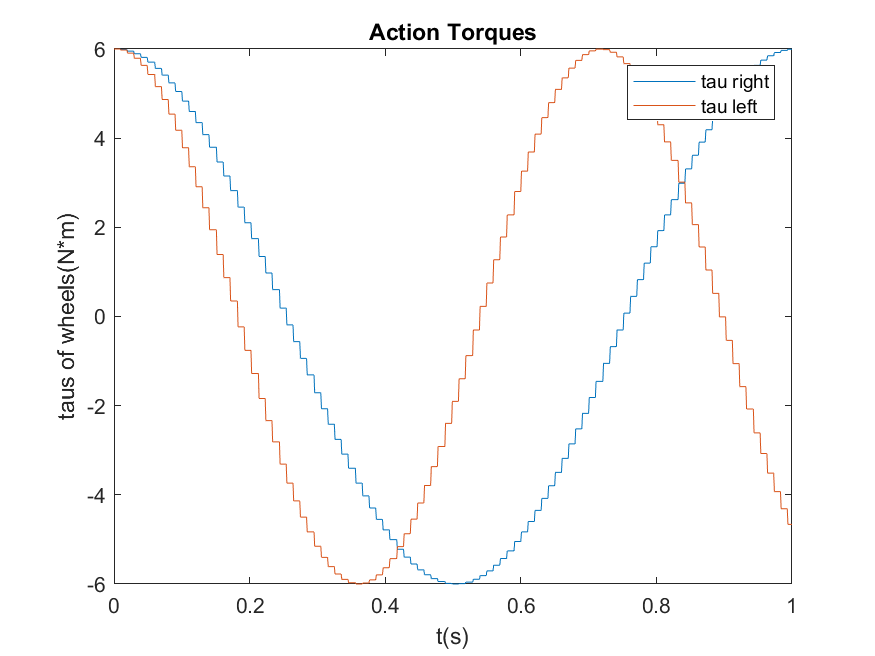 Action Torques
taus of wheels(N*m)
6
4
2
0
-2
-4
-6
tau right
tau left
0 0.2 0.4 0.6 0.8 1
t(s)